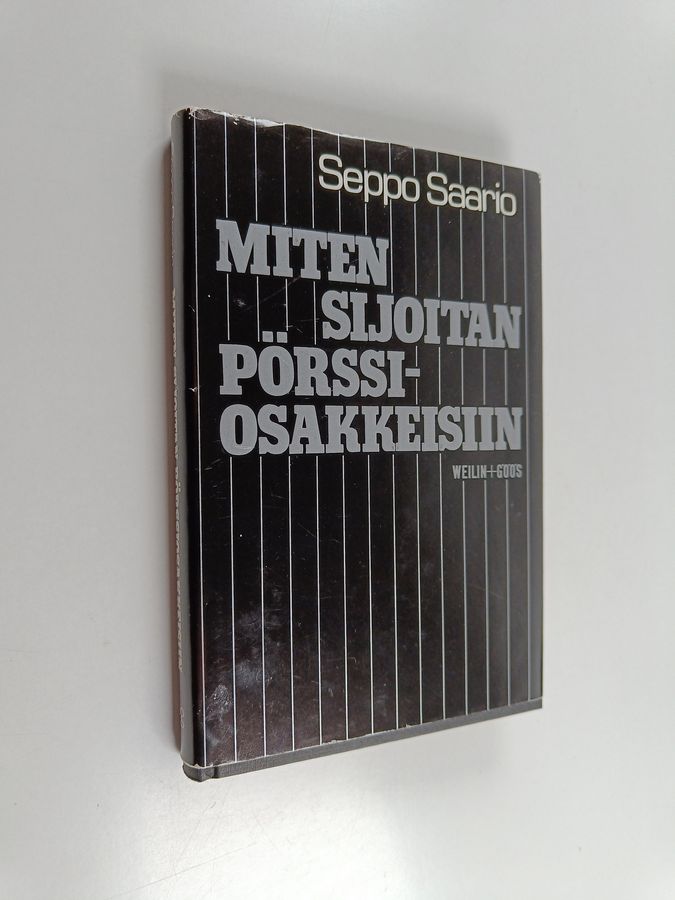 Seppo Saario
MITEN
SIJOITAN
PÖRSSI-
OSAKKEISIIN
WEILIN+GÖÖS